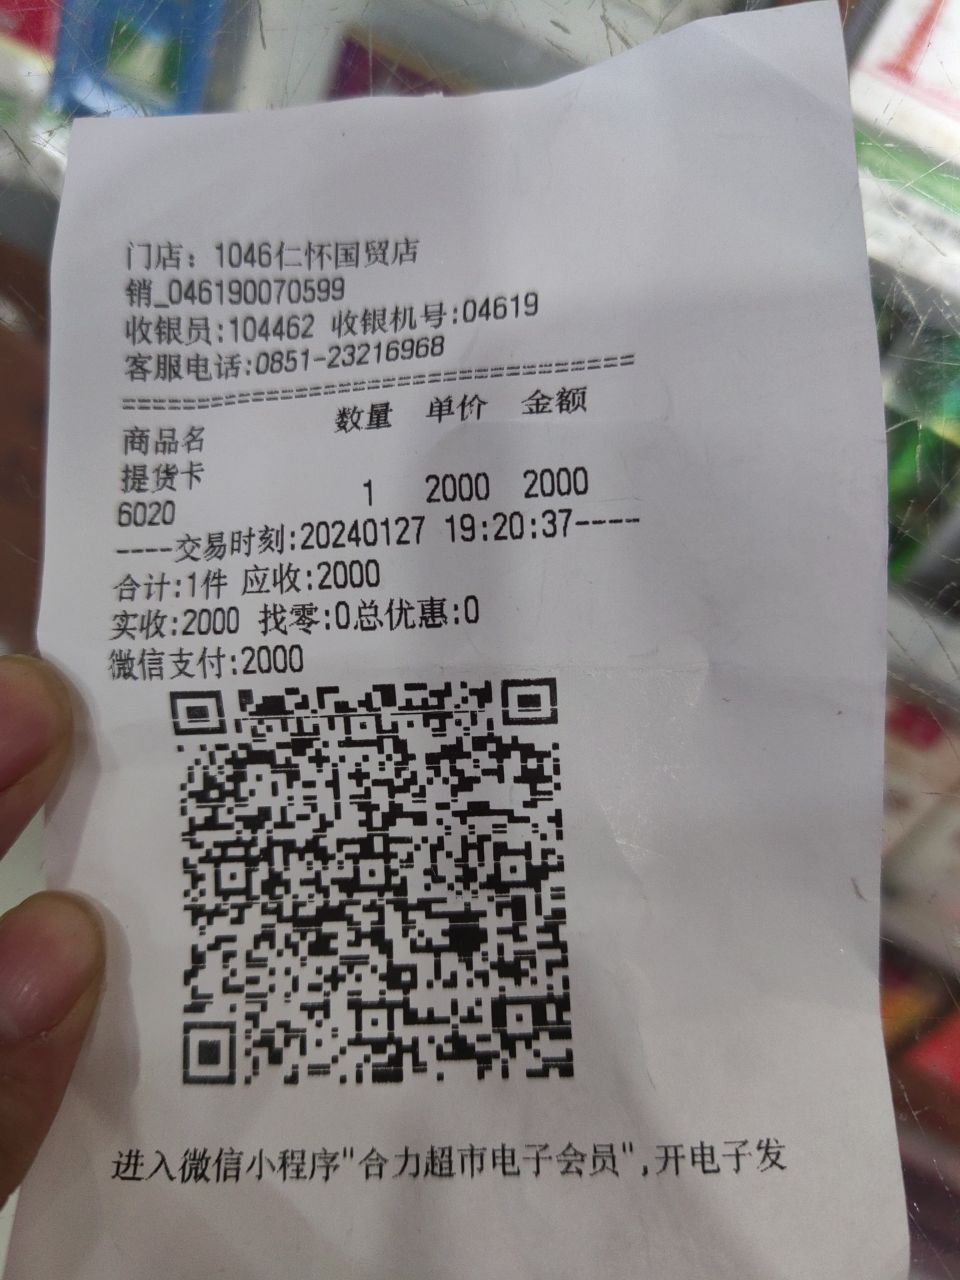 门店：1046仁怀国贸店
销_046190070599
收银员:104462 收银机号:04619
客服电话:0851-23216968
================================
商品名 数量 单价 金额
提货卡
6020 1 2000 2000
----交易时刻:20240127 19:20:37----
合计:1件 应收:2000
实收:2000 找零:0总优惠:0
微信支付:2000
进入微信小程序"合力超市电子会员",开电子发